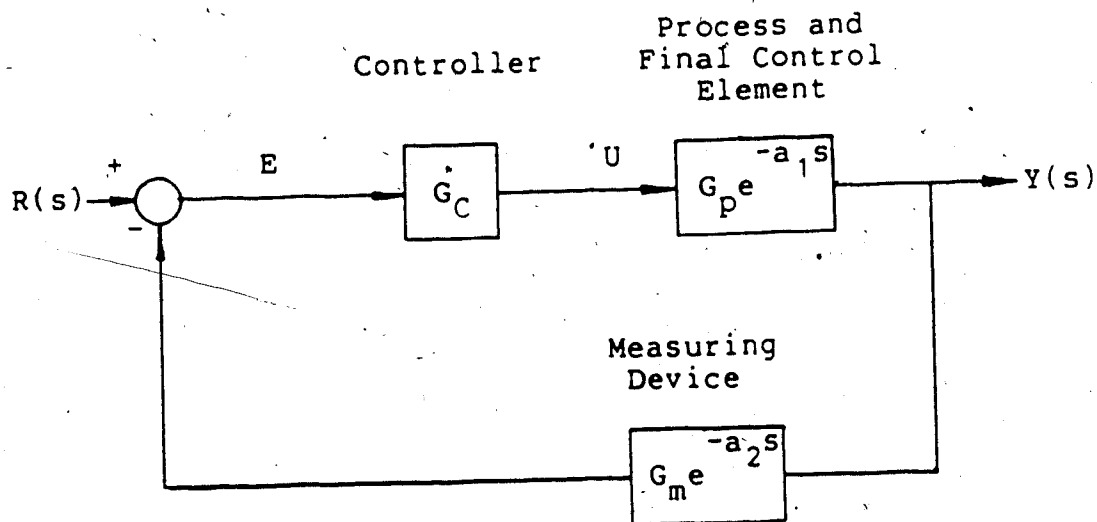 Process and
Final Control
Element
Controller
+
E
U
R(s)
G_C
G_p e^{-a_1 s}
Y(s)
-
Measuring
Device
G_m e^{-a_2 s}